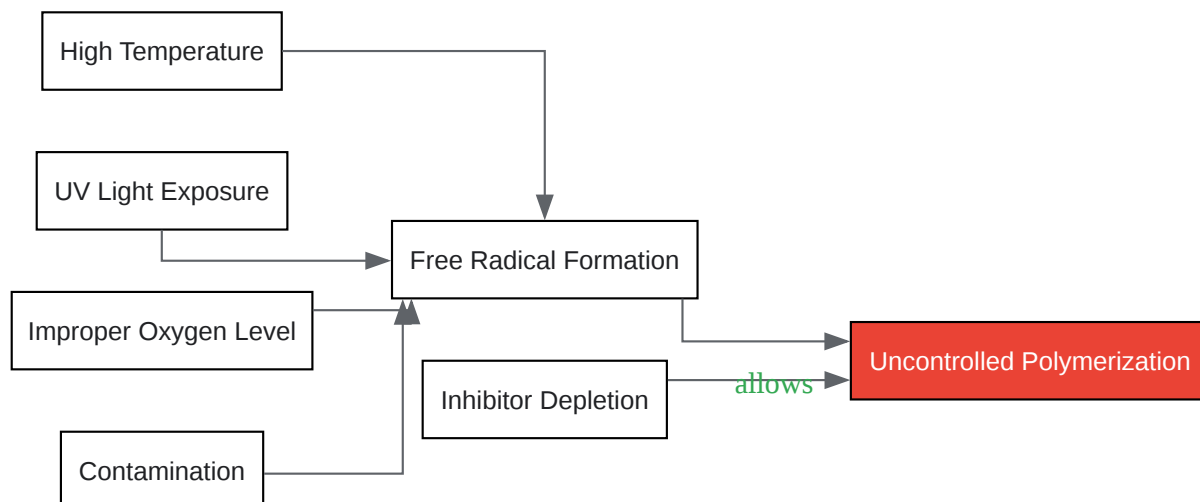 High Temperature
UV Light Exposure
Free Radical Formation
Improper Oxygen Level
Uncontrolled Polymerization
allows
Inhibitor Depletion
Contamination